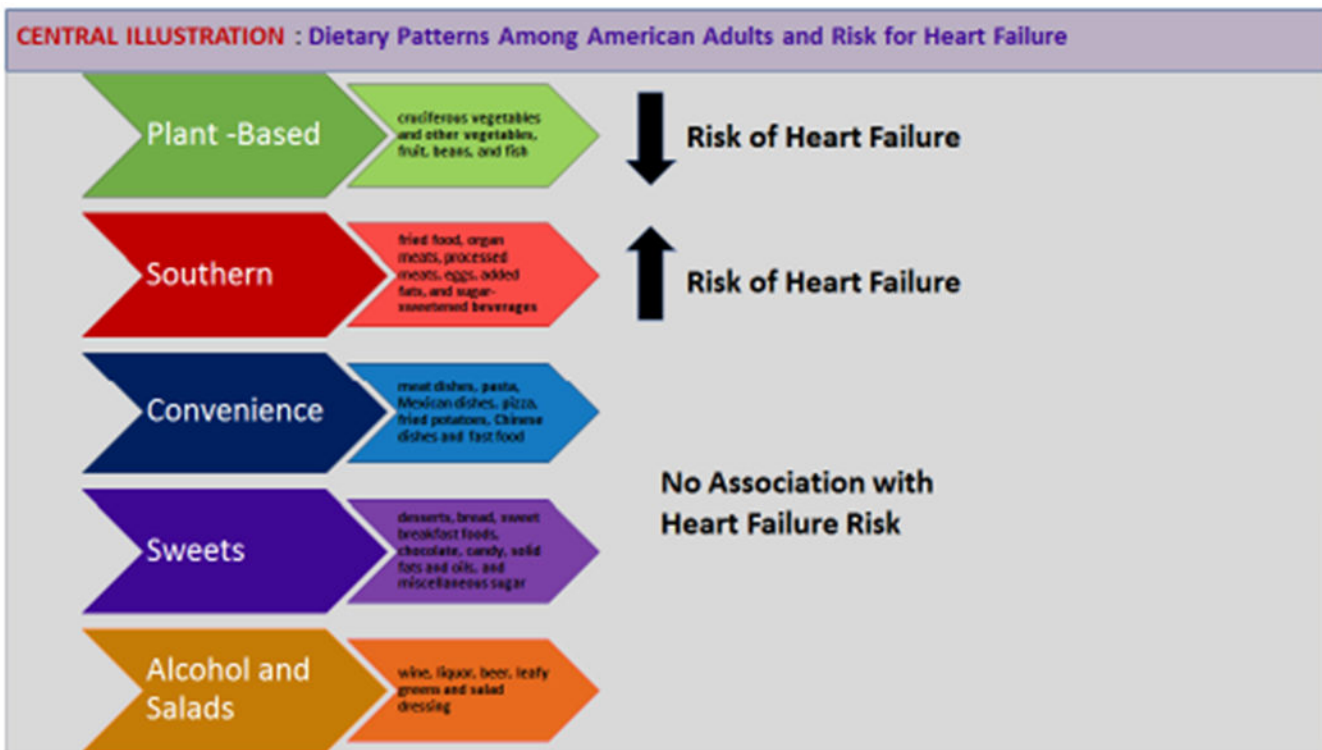 CENTRAL ILLUSTRATION : Dietary Patterns Among American Adults and Risk for Heart Failure
Plant -Based
cruciferous vegetables
and other vegetables,
fruit, beans, and fish
Risk of Heart Failure
Southern
fried food, organ
meats, processed
meats, eggs, added
fats, and sugar-
sweetened beverages
Risk of Heart Failure
Convenience
meat dishes, pasta,
Mexican dishes, pizza,
fried potatoes, Chinese
dishes and fast food
No Association with
Heart Failure Risk
Sweets
desserts, bread, sweet
breakfast foods,
chocolate, candy, solid
fats and oils, and
miscellaneous sugar
Alcohol and
Salads
wine, liquor, beer, leafy
greens and salad
dressing